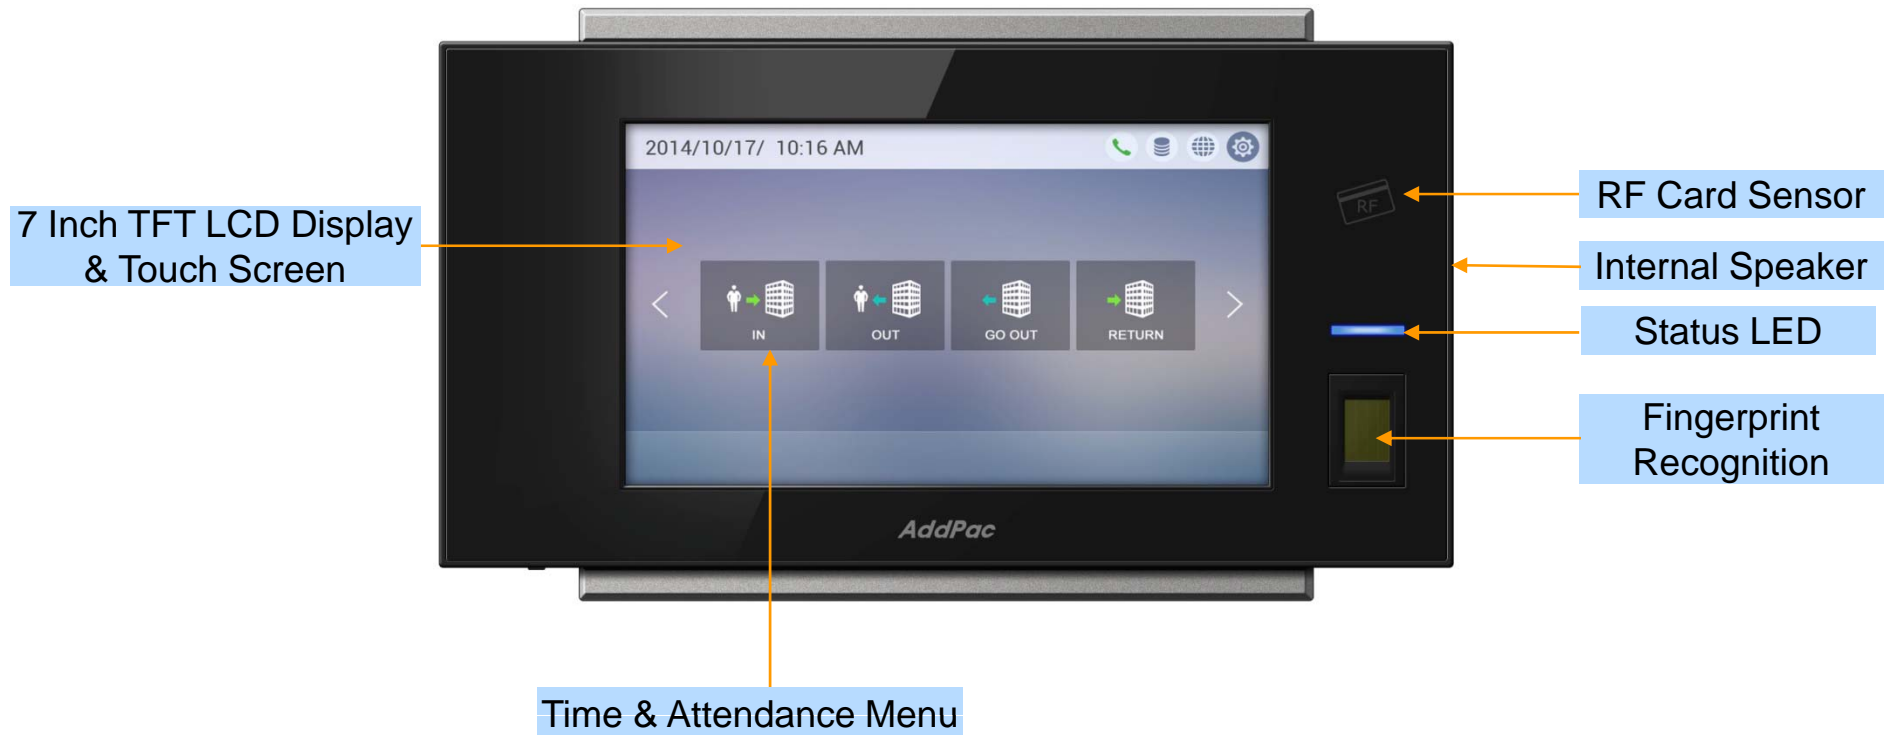 2014/10/17/ 10:16 AM
RF Card Sensor
RF
7 Inch TFT LCD Display
& Touch Screen
Internal Speaker
Status LED
IN
OUT
GO OUT
RETURN
Fingerprint
Recognition
AddPac
Time & Attendance Menu